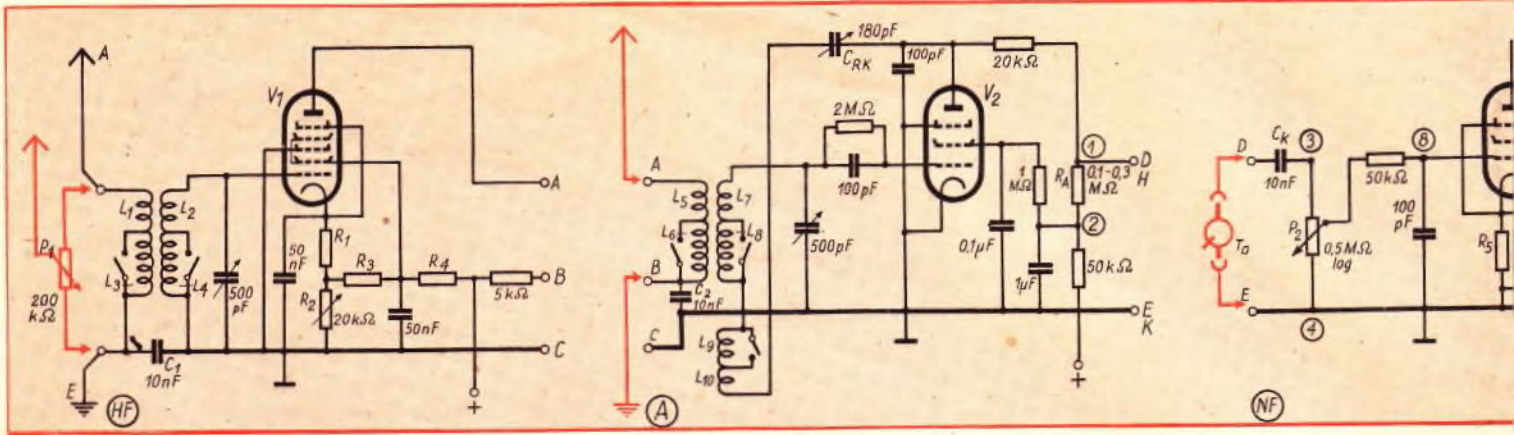 A
V1
L1
L2
L3
L4
P1
200
kΩ
500
pF
50
nF
R1
R2
20kΩ
R3
R4
5kΩ
50nF
A
B
C
C1
10nF
E
HF
+
180pF
CRK
100pF
20kΩ
V2
2MΩ
100pF
A
L5
L7
L6
L8
B
C2
10nF
C
L9
L10
500pF
0.1µF
1
MΩ
RA
0.1-0,3
MΩ
1
D
H
2
1µF
50kΩ
E
K
+
A
D
CK
10nF
3
8
50kΩ
P2
0,5MΩ
log
100
pF
Ta
R5
E
4
NF